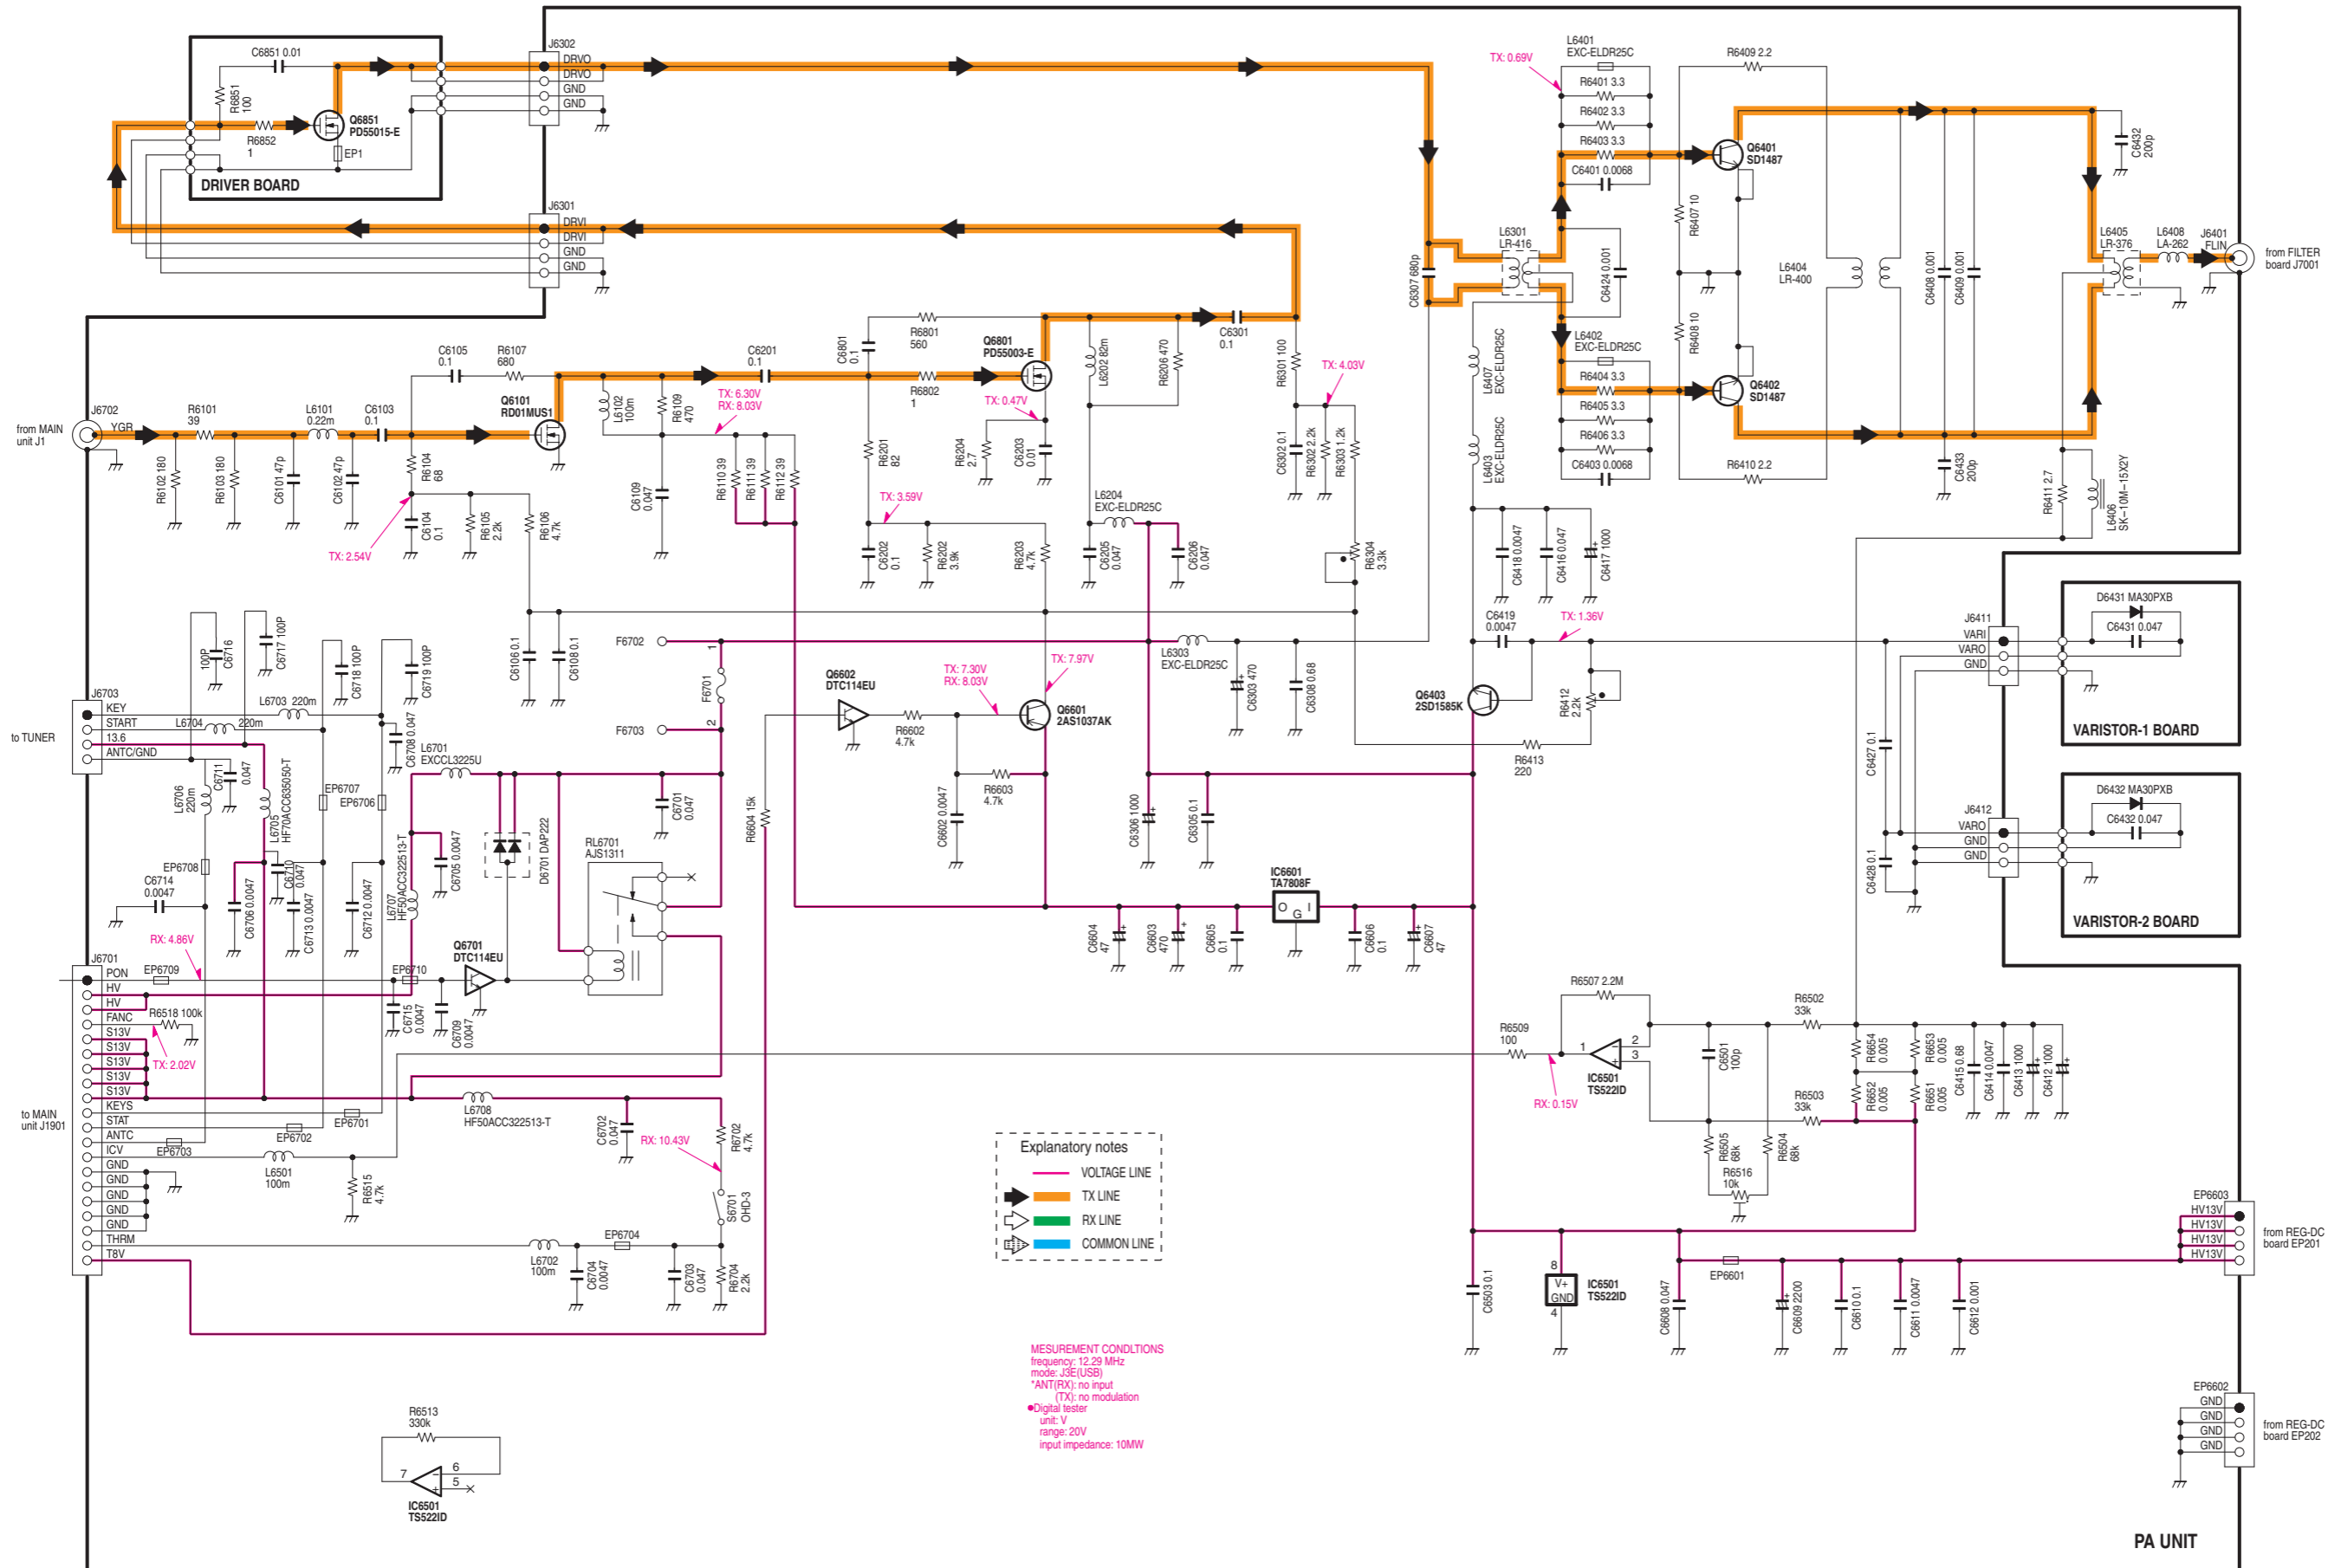 J6302
DRVO
DRVO
GND
GND
C6851 0.01
R6851
100
Q6851
PD55015-E
R6852
1
EP1
DRIVER BOARD
J6301
DRVI
DRVI
GND
GND
L6401
EXC-ELDR25C
TX: 0.69V
R6401 3.3
R6402 3.3
R6403 3.3
C6401 0.0068
R6409 2.2
Q6401
SD1487
C6432
200p
R6407 10
R6408 10
L6301
LR-416
C6307 680p
C6424 0.001
L6404
LR-400
C6408 0.001
C6409 0.001
L6405
LR-376
L6408
LA-262
J6401
FLIN
from FILTER
board J7001
L6402
EXC-ELDR25C
R6404 3.3
R6405 3.3
R6406 3.3
C6403 0.0068
Q6402
SD1487
R6410 2.2
C6433
200p
R6411 2.7
L6406
SK-10M-15X2Y
L6407
EXC-ELDR25C
L6403
EXC-ELDR25C
C6105
0.1
R6107
680
C6201
0.1
C6801
0.1
R6801
560
Q6801
PD55003-E
R6802
1
C6301
0.1
L6202 82m
R6206 470
R6301 100
TX: 4.03V
J6702
YGR
from MAIN
unit J1
R6101
39
L6101
0.22m
C6103
0.1
Q6101
RD01MUS1
L6102
100m
R6109
470
TX: 6.30V
RX: 8.03V
TX: 0.47V
R6102 180
R6103 180
C6101 47p
C6102 47p
R6104
68
C6104
0.1
R6105
2.2k
R6106
4.7k
TX: 2.54V
C6109
0.047
R6110 39
R6111 39
R6112 39
R6201
82
R6204
2.7
C6203
0.01
TX: 3.59V
C6202
0.1
R6202
3.9k
R6203
4.7k
L6204
EXC-ELDR25C
C6205
0.047
C6206
0.047
C6302 0.1
R6302 2.2k
R6303 1.2k
R6304
3.3k
C6418 0.0047
C6416 0.047
C6417 1000
C6419
0.0047
TX: 1.36V
100P
C6716
C6717 100P
C6718 100P
C6719 100P
C6106 0.1
C6108 0.1
F6702
F6701
1
2
F6703
Q6602
DTC114EU
TX: 7.30V
RX: 8.03V
TX: 7.97V
R6602
4.7k
Q6601
2AS1037AK
L6303
EXC-ELDR25C
C6303 470
C6308 0.68
Q6403
2SD1585K
R6412
2.2k
R6413
220
J6411
VARI
VARO
GND
D6431 MA30PXB
C6431 0.047
VARISTOR-1 BOARD
C6427 0.1
C6428 0.1
J6412
VARO
GND
GND
D6432 MA30PXB
C6432 0.047
VARISTOR-2 BOARD
J6703
KEY
START
13.6
ANTC/GND
to TUNER
L6703 220m
L6704 220m
C6708 0.047
L6701
EXCCL3225U
C6711
0.047
L6706
220m
L6705
HF70ACC635050-T
EP6707
EP6706
C6705 0.0047
D6701 DAP222
C6701
0.047
RL6701
AJS1311
R6604 15k
R6603
4.7k
C6602 0.0047
C6306 1000
C6305 0.1
EP6708
C6714
0.0047
C6706 0.0047
C6710
0.047
C6713 0.0047
C6712 0.0047
L6707
HF50ACC322513-T
IC6601
TA7808F
O
G
I
C6604
47
C6603
470
C6605
0.1
C6606
0.1
C6607
47
RX: 4.86V
J6701
PON
HV
HV
FANC
S13V
S13V
S13V
S13V
S13V
KEYS
STAT
ANTC
ICV
GND
GND
GND
GND
GND
THRM
T8V
to MAIN
unit J1901
EP6709
EP6710
Q6701
DTC114EU
R6518 100k
TX: 2.02V
C6715
0.0047
C6709
0.0047
EP6701
EP6702
EP6703
L6708
HF50ACC322513-T
L6501
100m
R6515
4.7k
C6702
0.047
RX: 10.43V
R6702
4.7k
S6701
OHD-3
L6702
100m
C6704
0.0047
EP6704
C6703
0.047
R6704
2.2k
R6507 2.2M
R6509
100
1
2
3
IC6501
TS522ID
RX: 0.15V
C6501
100p
R6502
33k
R6503
33k
R6505
68k
R6504
68k
R6516
10k
R6654
0.005
R6653
0.005
R6652
0.005
R6651
0.005
C6415 0.68
C6414 0.0047
C6413 1000
C6412 1000
Explanatory notes
VOLTAGE LINE
TX LINE
RX LINE
COMMON LINE
EP6603
HV13V
HV13V
HV13V
HV13V
from REG-DC
board EP201
C6503 0.1
8
V+
GND
4
IC6501
TS522ID
EP6601
C6608 0.047
C6609 2200
C6610 0.1
C6611 0.0047
C6612 0.001
MESUREMENT CONDLTIONS
frequency: 12.29 MHz
mode: J3E(USB)
*ANT(RX): no input
(TX): no modulation
●Digital tester
unit: V
range: 20V
input impedance: 10MW
EP6602
GND
GND
GND
GND
from REG-DC
board EP202
R6513
330k
7
6
5
IC6501
TS522ID
PA UNIT